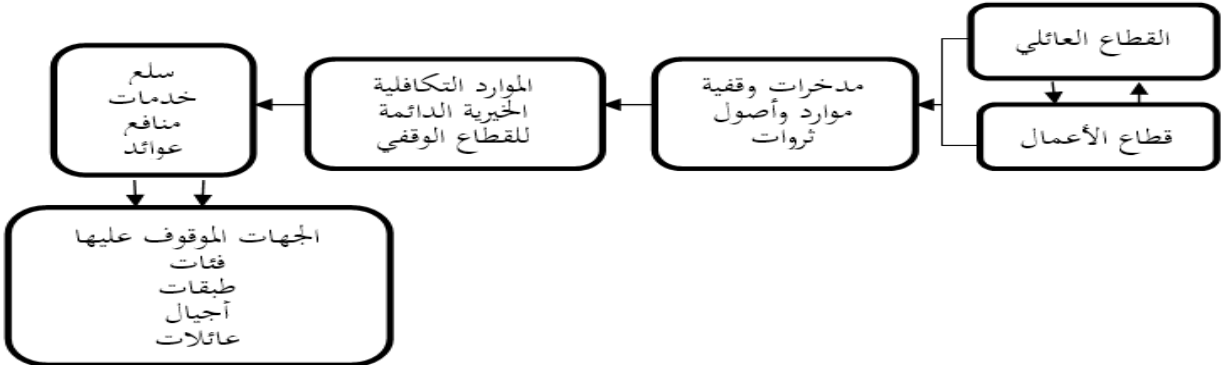 القطاع العائلي
قطاع الأعمال
مدخرات وقفية
موارد وأصول
ثروات
الموارد التكافلية
الخيرية الدائمة
للقطاع الوقفي
سلع
خدمات
منافع
عوائد
الجهات الموقوف عليها
فئات
طبقات
آجيال
عائلات